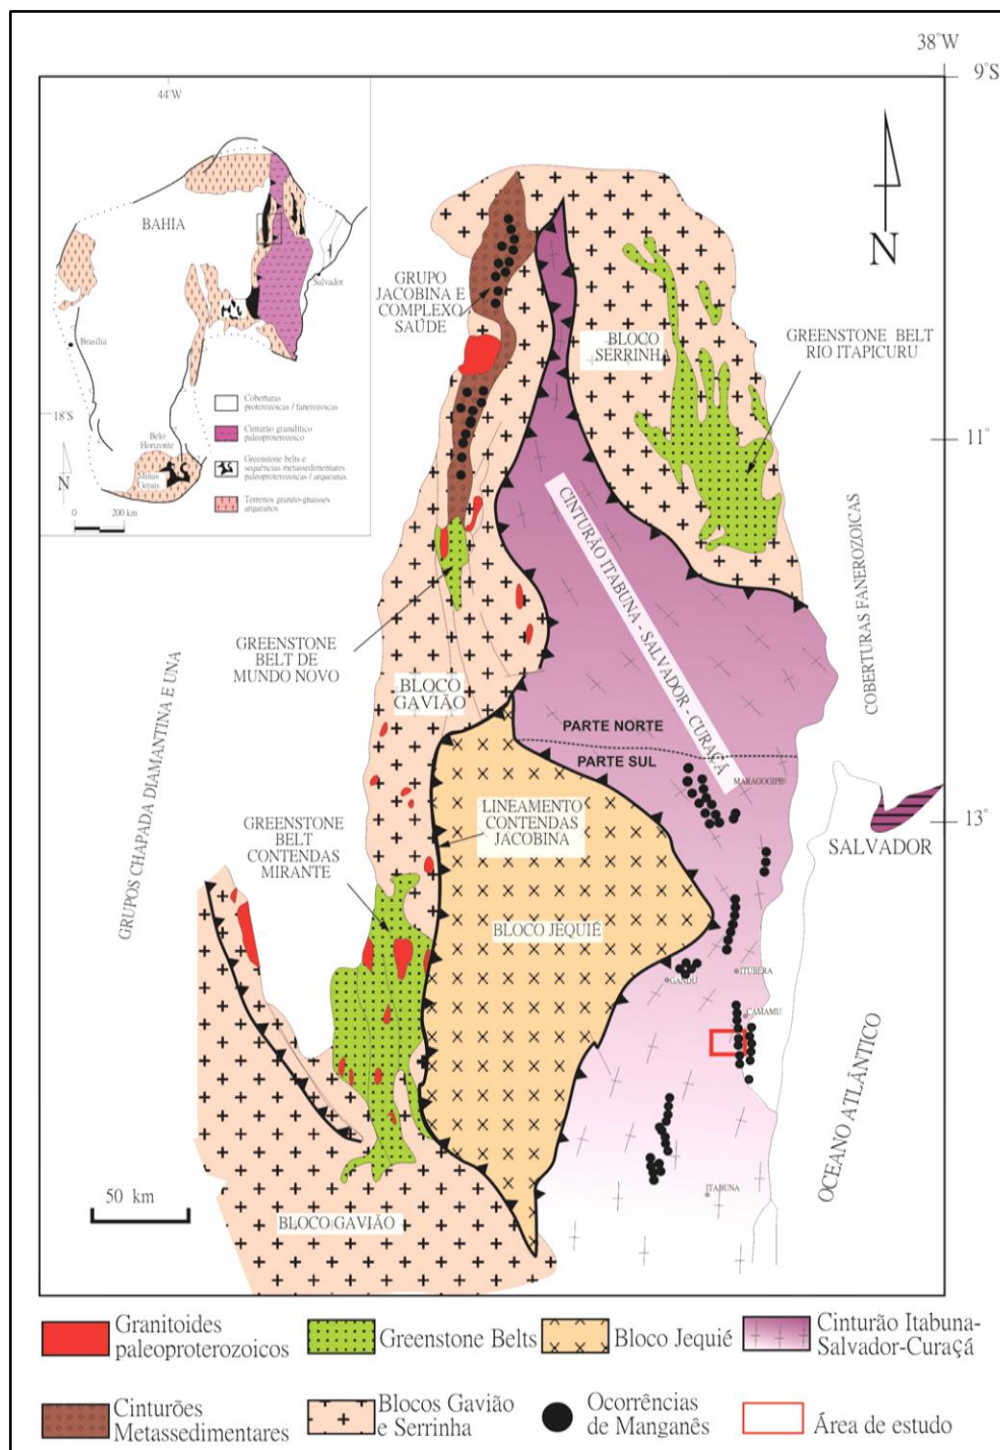 38°W
9°S
44°W
BAHIA
Salvador
Brasília
18°S
Belo
Horizonte
Minas
Gerais
N
0 200 km
Coberturas
proterozoicas / fanerozoicas
Cinturão granulítico
paleoproterozoico
Greenstone belts e
sequências metassedimentares
paleoproterozoicas / arqueanas
Terrenos granito-gnaisses
arqueanos
N
GRUPO
JACOBINA E
COMPLEXO
SAÚDE
BLOCO
SERRINHA
GREENSTONE BELT
RIO ITAPICURU
11°
CINTURÃO ITABUNA - SALVADOR - CURAÇÁ
COBERTURAS FANEROZOICAS
GREENSTONE
BELT DE
MUNDO NOVO
BLOCO
GAVIÃO
GRUPOS CHAPADA DIAMANTINA E UNA
PARTE NORTE
PARTE SUL
MARAGOGIPE
LINEAMENTO
CONTENDAS
JACOBINA
13°
SALVADOR
GREENSTONE
BELT
CONTENDAS
MIRANTE
BLOCO JEQUIÉ
GANDU
ITUBERÁ
CAMAMU
OCEANO ATLÂNTICO
50 km
ITABUNA
BLOCO GAVIÃO
Granitoides
paleoproterozoicos
Greenstone Belts
Bloco Jequié
Cinturão Itabuna-
Salvador-Curaçá
Cinturões
Metassedimentares
Blocos Gavião
e Serrinha
Ocorrências
de Manganês
Área de estudo